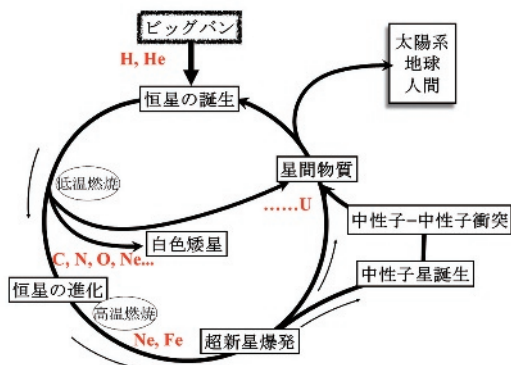 ビッグバン
H, He
恒星の誕生
太陽系
地球
人間
低温燃焼
星間物質
......U
中性子−中性子衝突
白色矮星
C, N, O, Ne...
中性子星誕生
恒星の進化
高温燃焼
Ne, Fe
超新星爆発